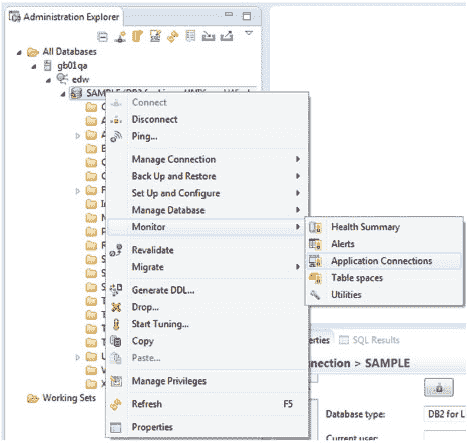 Administration Explorer
All Databases
gb01qa
edw
SAMPLE
Connect
Disconnect
Ping...
Manage Connection
Back Up and Restore
Set Up and Configure
Manage Database
Monitor
Revalidate
Migrate
Generate DDL...
Drop...
Start Tuning...
Copy
Paste...
Manage Privileges
Refresh F5
Properties
Health Summary
Alerts
Application Connections
Table spaces
Utilities
Working Sets
SQL Results
> SAMPLE
Database type:
DB2 for L
Current user: